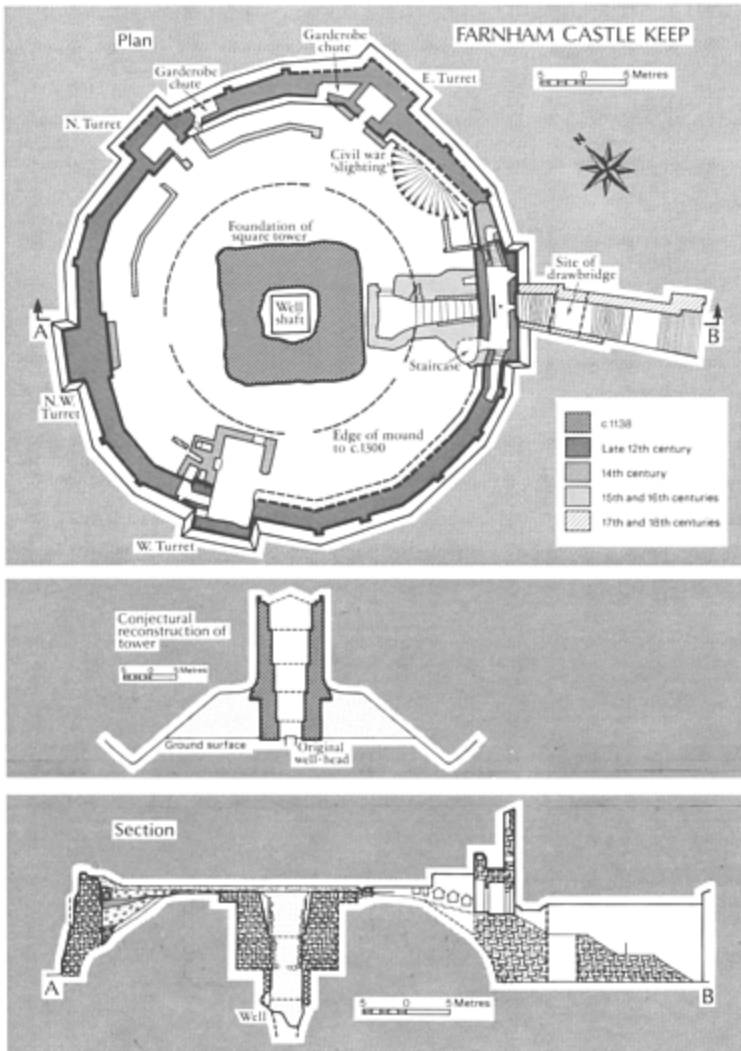 Plan
FARNHAM CASTLE KEEP
5 0 5 Metres
Garderobe
chute
Garderobe
chute
E. Turret
N. Turret
N
Civil war
'slighting'
Foundation of
square tower
Site of
drawbridge
Well
shaft
A
B
Staircase
N.W.
Turret
Edge of mound
to c.1300
W. Turret
c.1138
Late 12th century
14th century
15th and 16th centuries
17th and 18th centuries
Conjectural
reconstruction of
tower
5 0 5 Metres
Ground surface
Original
well-head
Section
A
Well
5 0 5 Metres
B